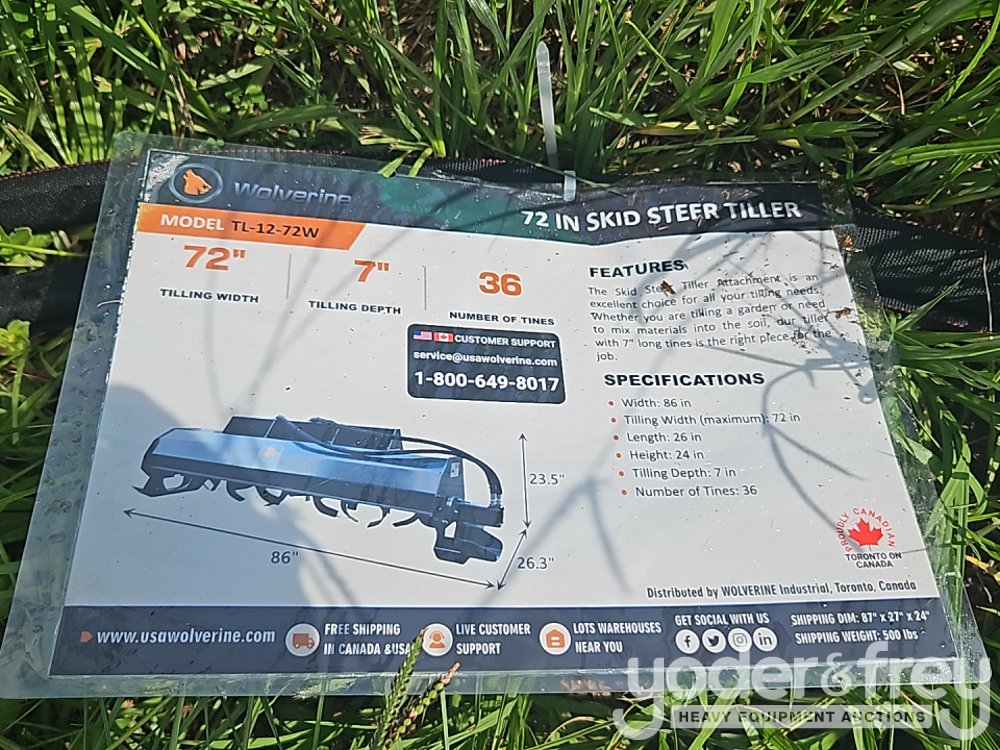 Wolverine
72 IN SKID STEER TILLER
MODEL TL-12-72W
72"
TILLING WIDTH
7"
TILLING DEPTH
36
NUMBER OF TINES
CUSTOMER SUPPORT
service@usawolverine.com
1-800-649-8017
FEATURES
The Skid Steer Tiller Attachment is an
excellent choice for all your tilling needs.
Whether you are tilling a garden or need
to mix materials into the soil, our tiller
with 7" long tines is the right piece for the
job.
SPECIFICATIONS
• Width: 86 in
• Tilling Width (maximum): 72 in
• Length: 26 in
• Height: 24 in
• Tilling Depth: 7 in
• Number of Tines: 36
23.5"
86"
26.3"
PROUDLY CANADIAN
TORONTO ON
CANADA
Distributed by WOLVERINE Industrial, Toronto, Canada
www.usawolverine.com
FREE SHIPPING
IN CANADA &USA
LIVE CUSTOMER
SUPPORT
LOTS WAREHOUSES
NEAR YOU
GET SOCIAL WITH US
SHIPPING DIM: 87" x 27" x 24"
SHIPPING WEIGHT: 500 lbs
yoder&frey
HEAVY EQUIPMENT AUCTIONS